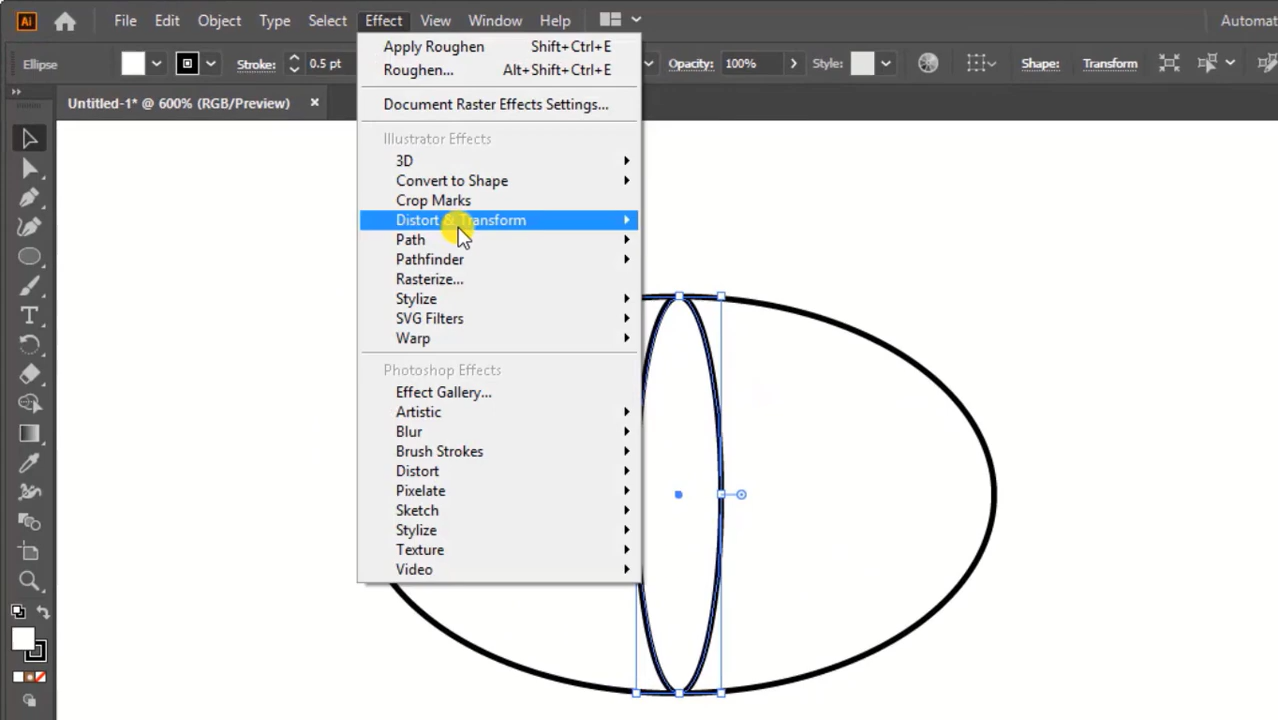 Ai File Edit Object Type Select Effect View Window Help Automat
Ellipse Stroke: 0.5 pt Opacity: 100% Style: Shape: Transform
Untitled-1* @ 600% (RGB/Preview) ×
Apply Roughen Shift+Ctrl+E
Roughen... Alt+Shift+Ctrl+E
Document Raster Effects Settings...
Illustrator Effects
3D
Convert to Shape
Crop Marks
Distort & Transform
Path
Pathfinder
Rasterize...
Stylize
SVG Filters
Warp
Photoshop Effects
Effect Gallery...
Artistic
Blur
Brush Strokes
Distort
Pixelate
Sketch
Stylize
Texture
Video